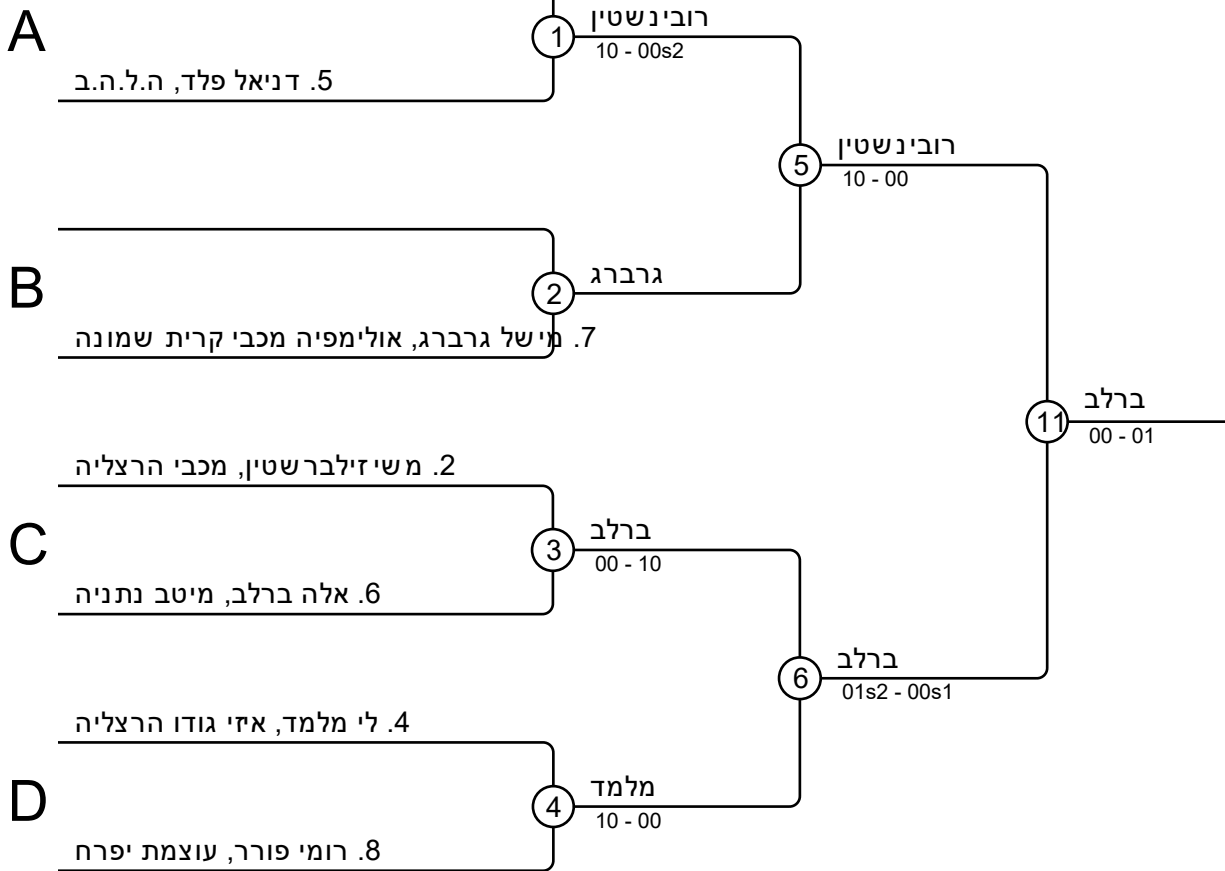 A
1
רובינשטין
10 - 00s2
5. דניאל פלד, ה.ל.ה.ב
5
רובינשטין
10 - 00
B
2
גרברג
7. מישל גרברג, אולימפיה מכבי קרית שמונה
11
ברלב
00 - 01
2. משי זילברשטין, מכבי הרצליה
C
3
ברלב
00 - 10
6. אלה ברלב, מיטב נתניה
6
ברלב
01s2 - 00s1
4. לי מלמד, איזי גודו הרצליה
D
4
מלמד
10 - 00
8. רומי פורר, עוצמת יפרח